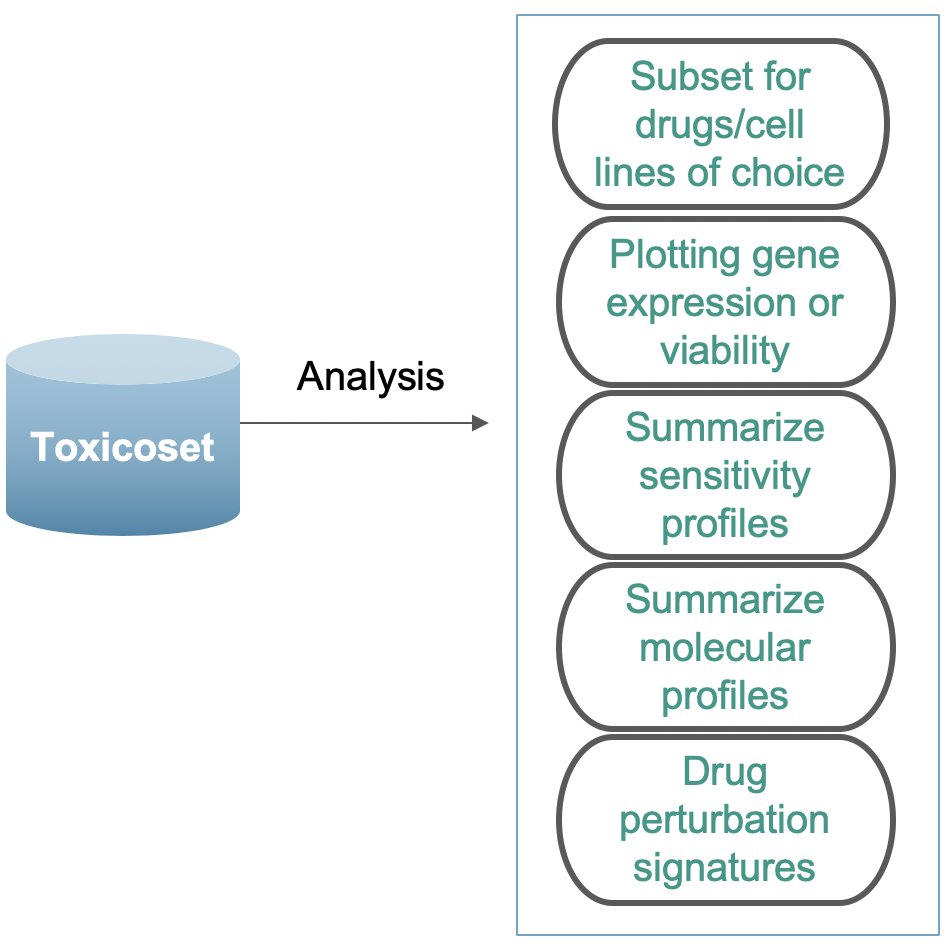 Toxicoset
Analysis
Subset for
drugs/cell
lines of choice
Plotting gene
expression or
viability
Summarize
sensitivity
profiles
Summarize
molecular
profiles
Drug
perturbation
signatures